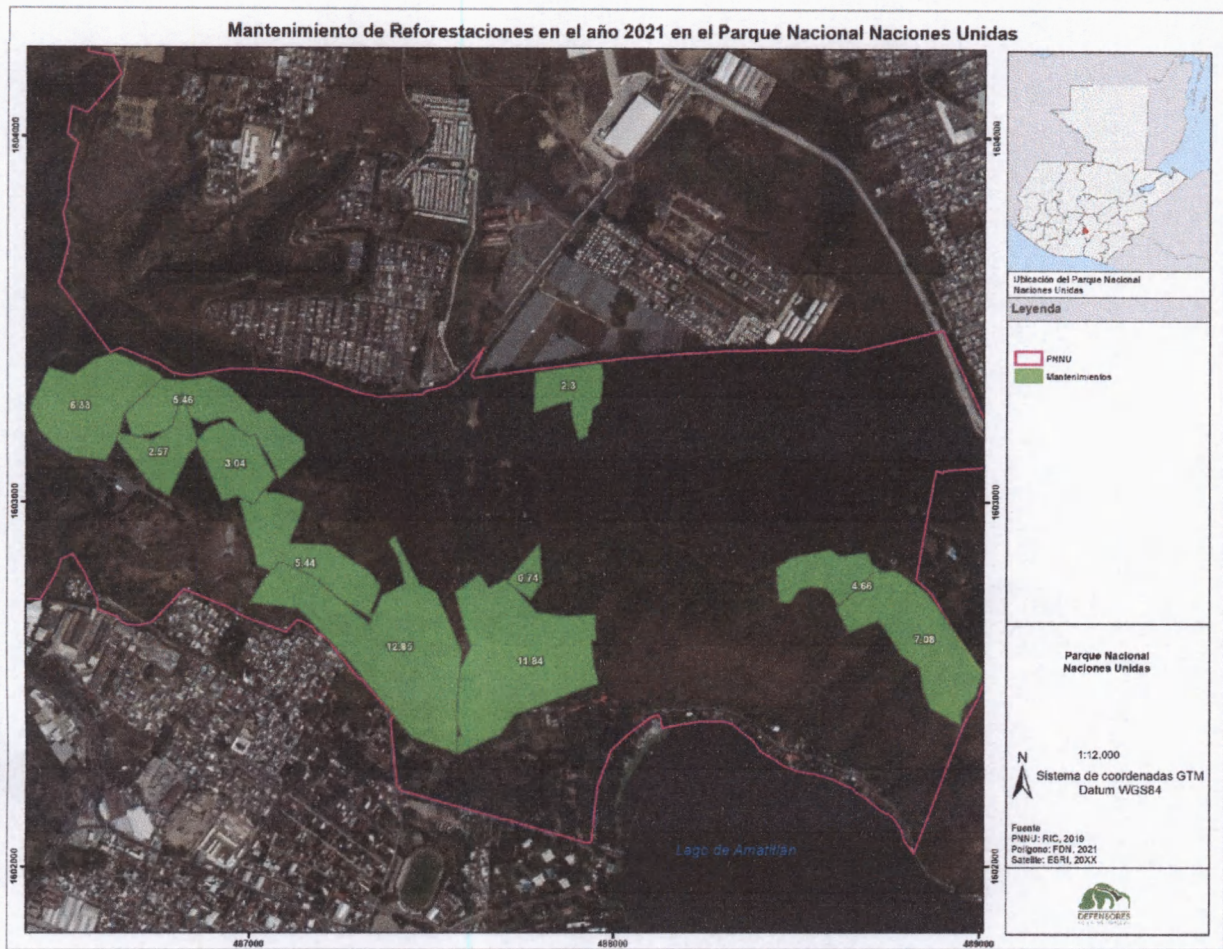 Mantenimiento de Reforestaciones en el año 2021 en el Parque Nacional Naciones Unidas
1604000
1603000
1602000
487000
488000
489000
1604000
1603000
1602000
5.46
2.57
3.04
5.44
2.3
0.74
11.84
4.66
7.08
Lago de Amatitlán
Ubicación del Parque Nacional
Naciones Unidas
Leyenda
PNNU
Mantenimientos
Parque Nacional
Naciones Unidas
N
1:12.000
Sistema de coordenadas GTM
Datum WGS84
Fuente
PNNU: RIC, 2019
Polígono: FDN, 2021
Satelite: ESRI, 20XX
DEFENSORES